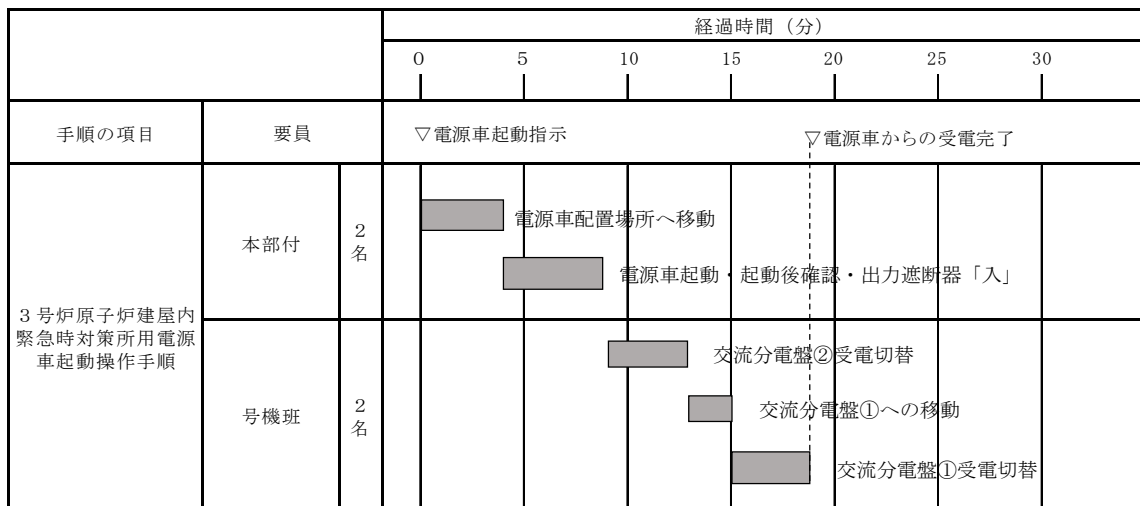 経過時間（分）
0 5 10 15 20 25 30
手順の項目 要員 ▽電源車起動指示 ▽電源車からの受電完了
3号炉原子炉建屋内
緊急時対策所用電源
車起動操作手順
本部付
2
名
電源車配置場所へ移動
電源車起動・起動後確認・出力遮断器「入」
号機班
2
名
交流分電盤②受電切替
交流分電盤①への移動
交流分電盤①受電切替